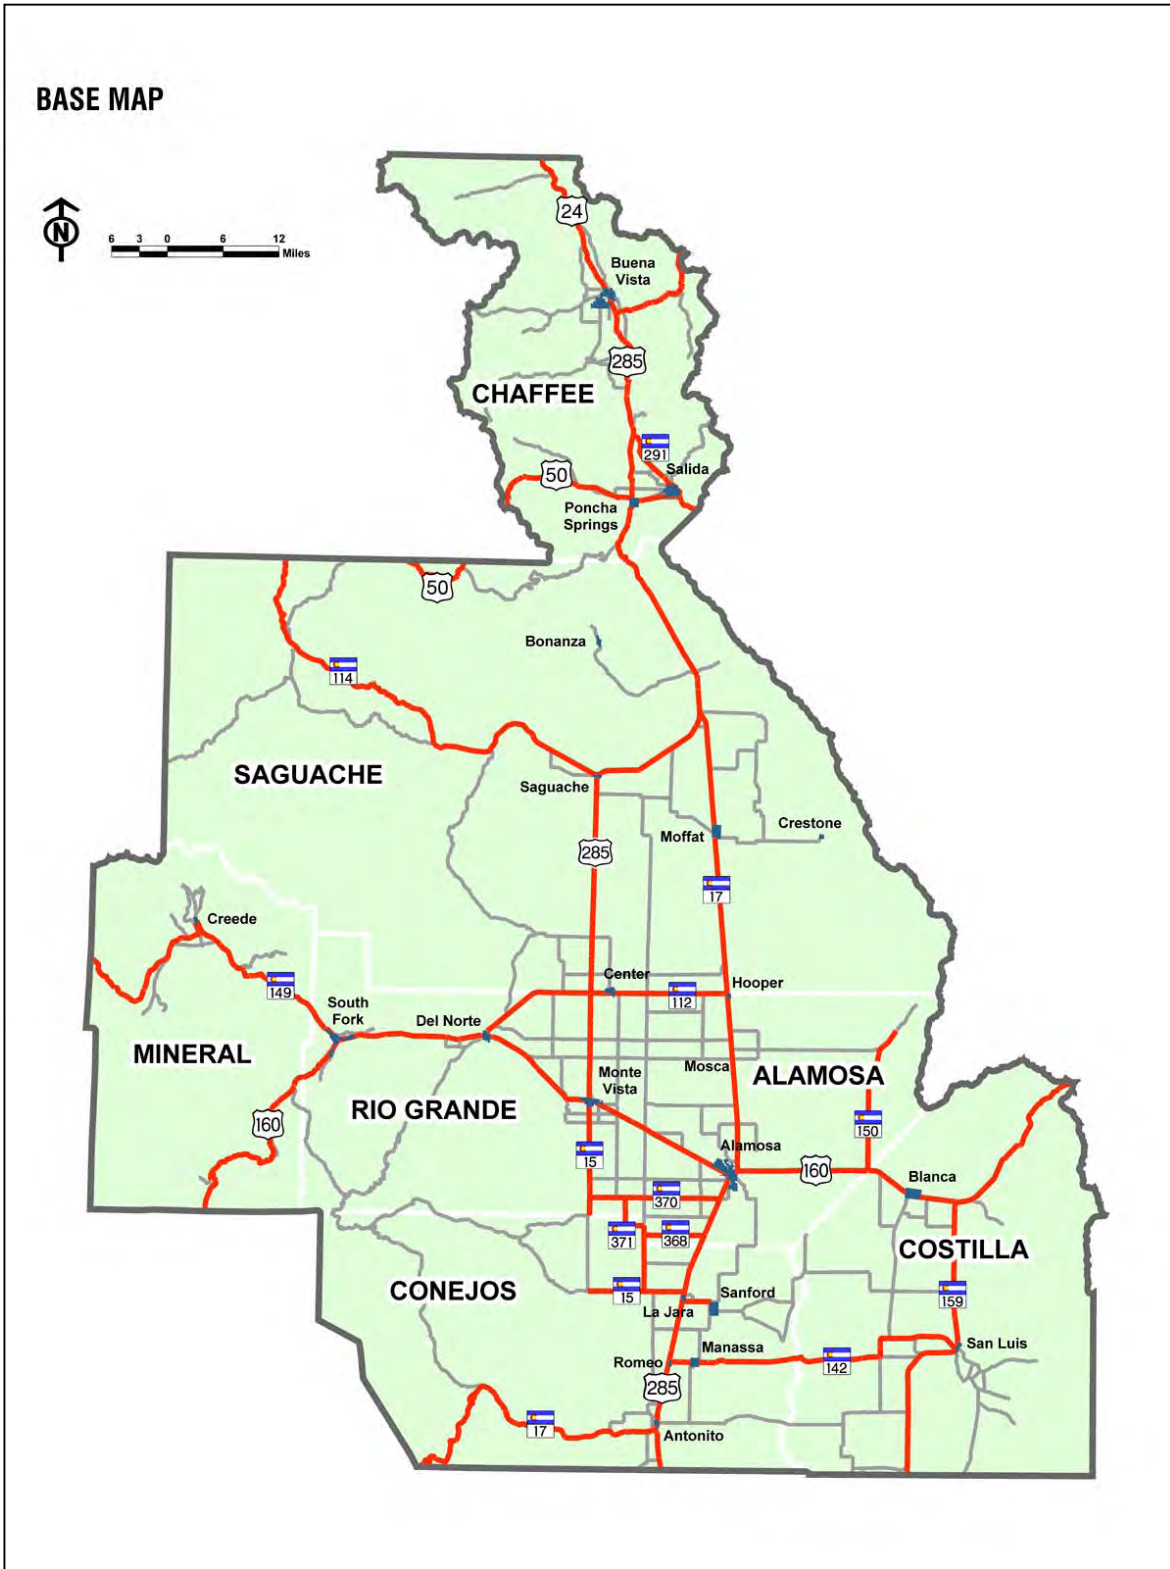 BASE MAP
N
6 3 0 6 12
Miles
24
Buena
Vista
285
CHAFFEE
291
Salida
50
Poncha
Springs
50
Bonanza
114
SAGUACHE
Saguache
Moffat
Crestone
285
17
Creede
149
Center
Hooper
112
South
Fork
Del Norte
MINERAL
Mosca
ALAMOSA
Monte
Vista
RIO GRANDE
160
150
15
Alamosa
160
Blanca
370
371
368
COSTILLA
CONEJOS
15
Sanford
La Jara
159
San Luis
Manassa
Romeo
142
285
17
Antonito